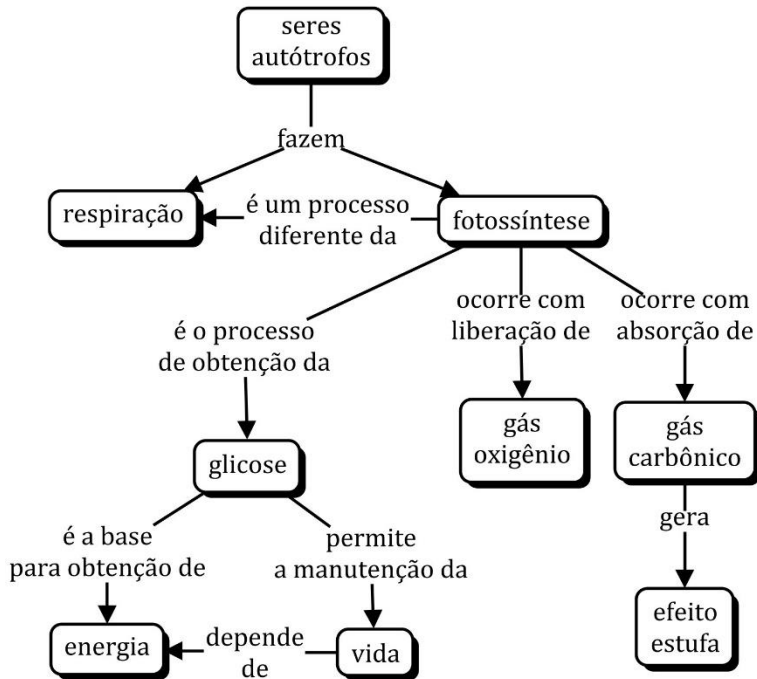 seres
autótrofos
fazem
respiração
é um processo
diferente da
fotossíntese
é o processo
de obtenção da
ocorre com
liberação de
ocorre com
absorção de
glicose
gás
oxigênio
gás
carbônico
é a base
para obtenção de
permite
a manutenção da
gera
energia
depende
de
vida
efeito
estufa